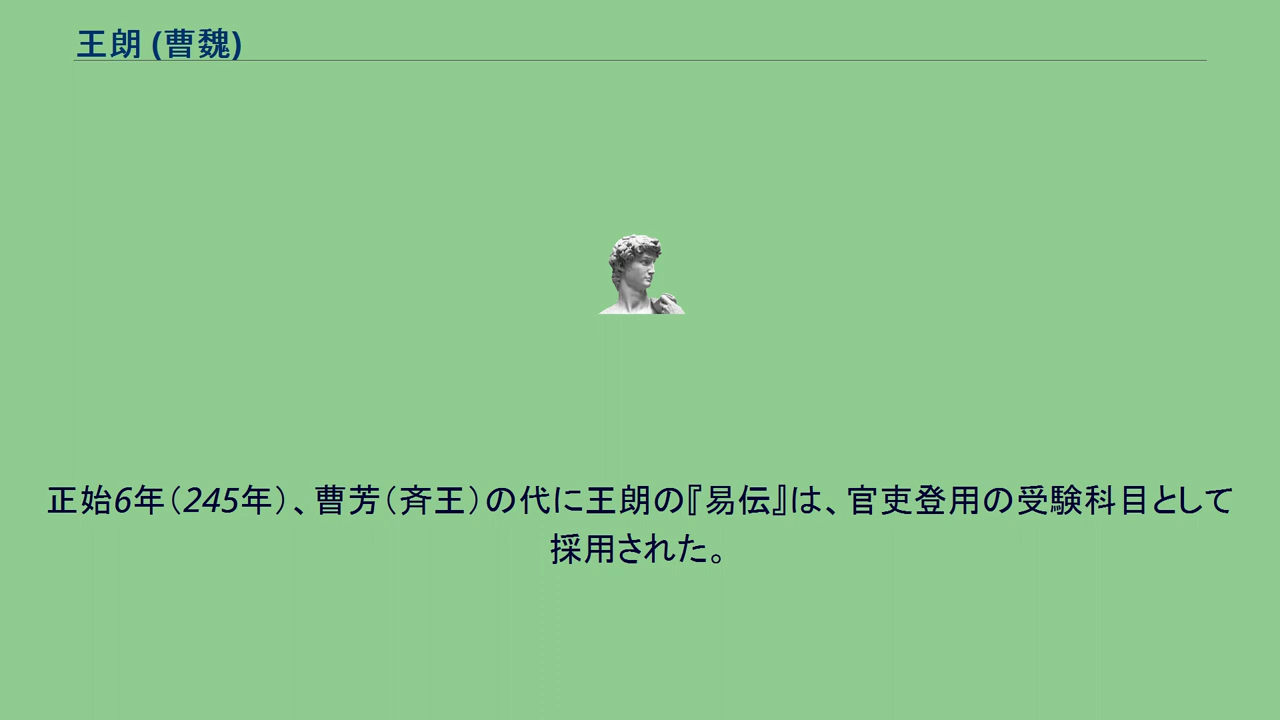 王朗 (曹魏)
正始6年（245年）、曹芳（斉王）の代に王朗の『易伝』は、官吏登用の受験科目として
採用された。